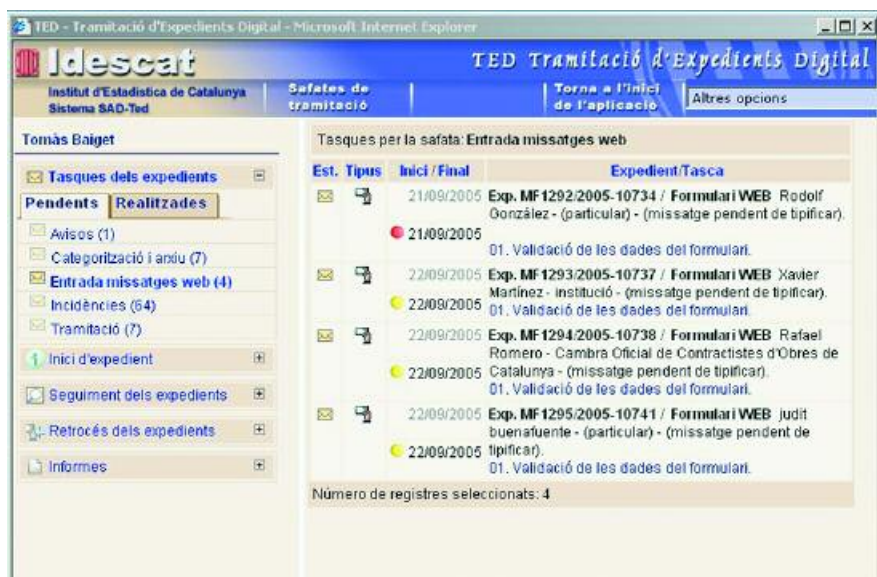 TED - Tramitació d'Expedients Digital - Microsoft Internet Explorer
Idescat
TED Tramitació d'Expedients Digital
Institut d'Estadística de Catalunya
Sistema SAD-Ted
Safates de
tramitació
Torna a l'inici
de l'aplicació
Altres opcions
Tomàs Baiget
Tasques dels expedients
Pendents Realitzades
Avisos (1)
Categorització i arxiu (7)
Entrada missatges web (4)
Incidències (64)
Tramitació (7)
Inici d'expedient
Seguiment dels expedients
Retrocés dels expedients
Informes
Tasques per la safata: Entrada missatges web
Est. Tipus Inici / Final Expedient/Tasca
21/09/2005 Exp. MF1292/2005-10734 / Formulari WEB Rodolf
González - (particular) - (missatge pendent de tipificar).
21/09/2005
01. Validació de les dades del formulari.
22/09/2005 Exp. MF1293/2005-10737 / Formulari WEB Xavier
Martínez - institució - (missatge pendent de tipificar).
22/09/2005 01. Validació de les dades del formulari.
22/09/2005 Exp. MF1294/2005-10738 / Formulari WEB Rafael
Romero - Cambra Oficial de Contractistes d'Obres de
22/09/2005 Catalunya - (missatge pendent de tipificar).
01. Validació de les dades del formulari.
22/09/2005 Exp. MF1295/2005-10741 / Formulari WEB judit
buenafuente - (particular) - (missatge pendent de
22/09/2005 tipificar).
01. Validació de les dades del formulari.
Número de registres seleccionats: 4